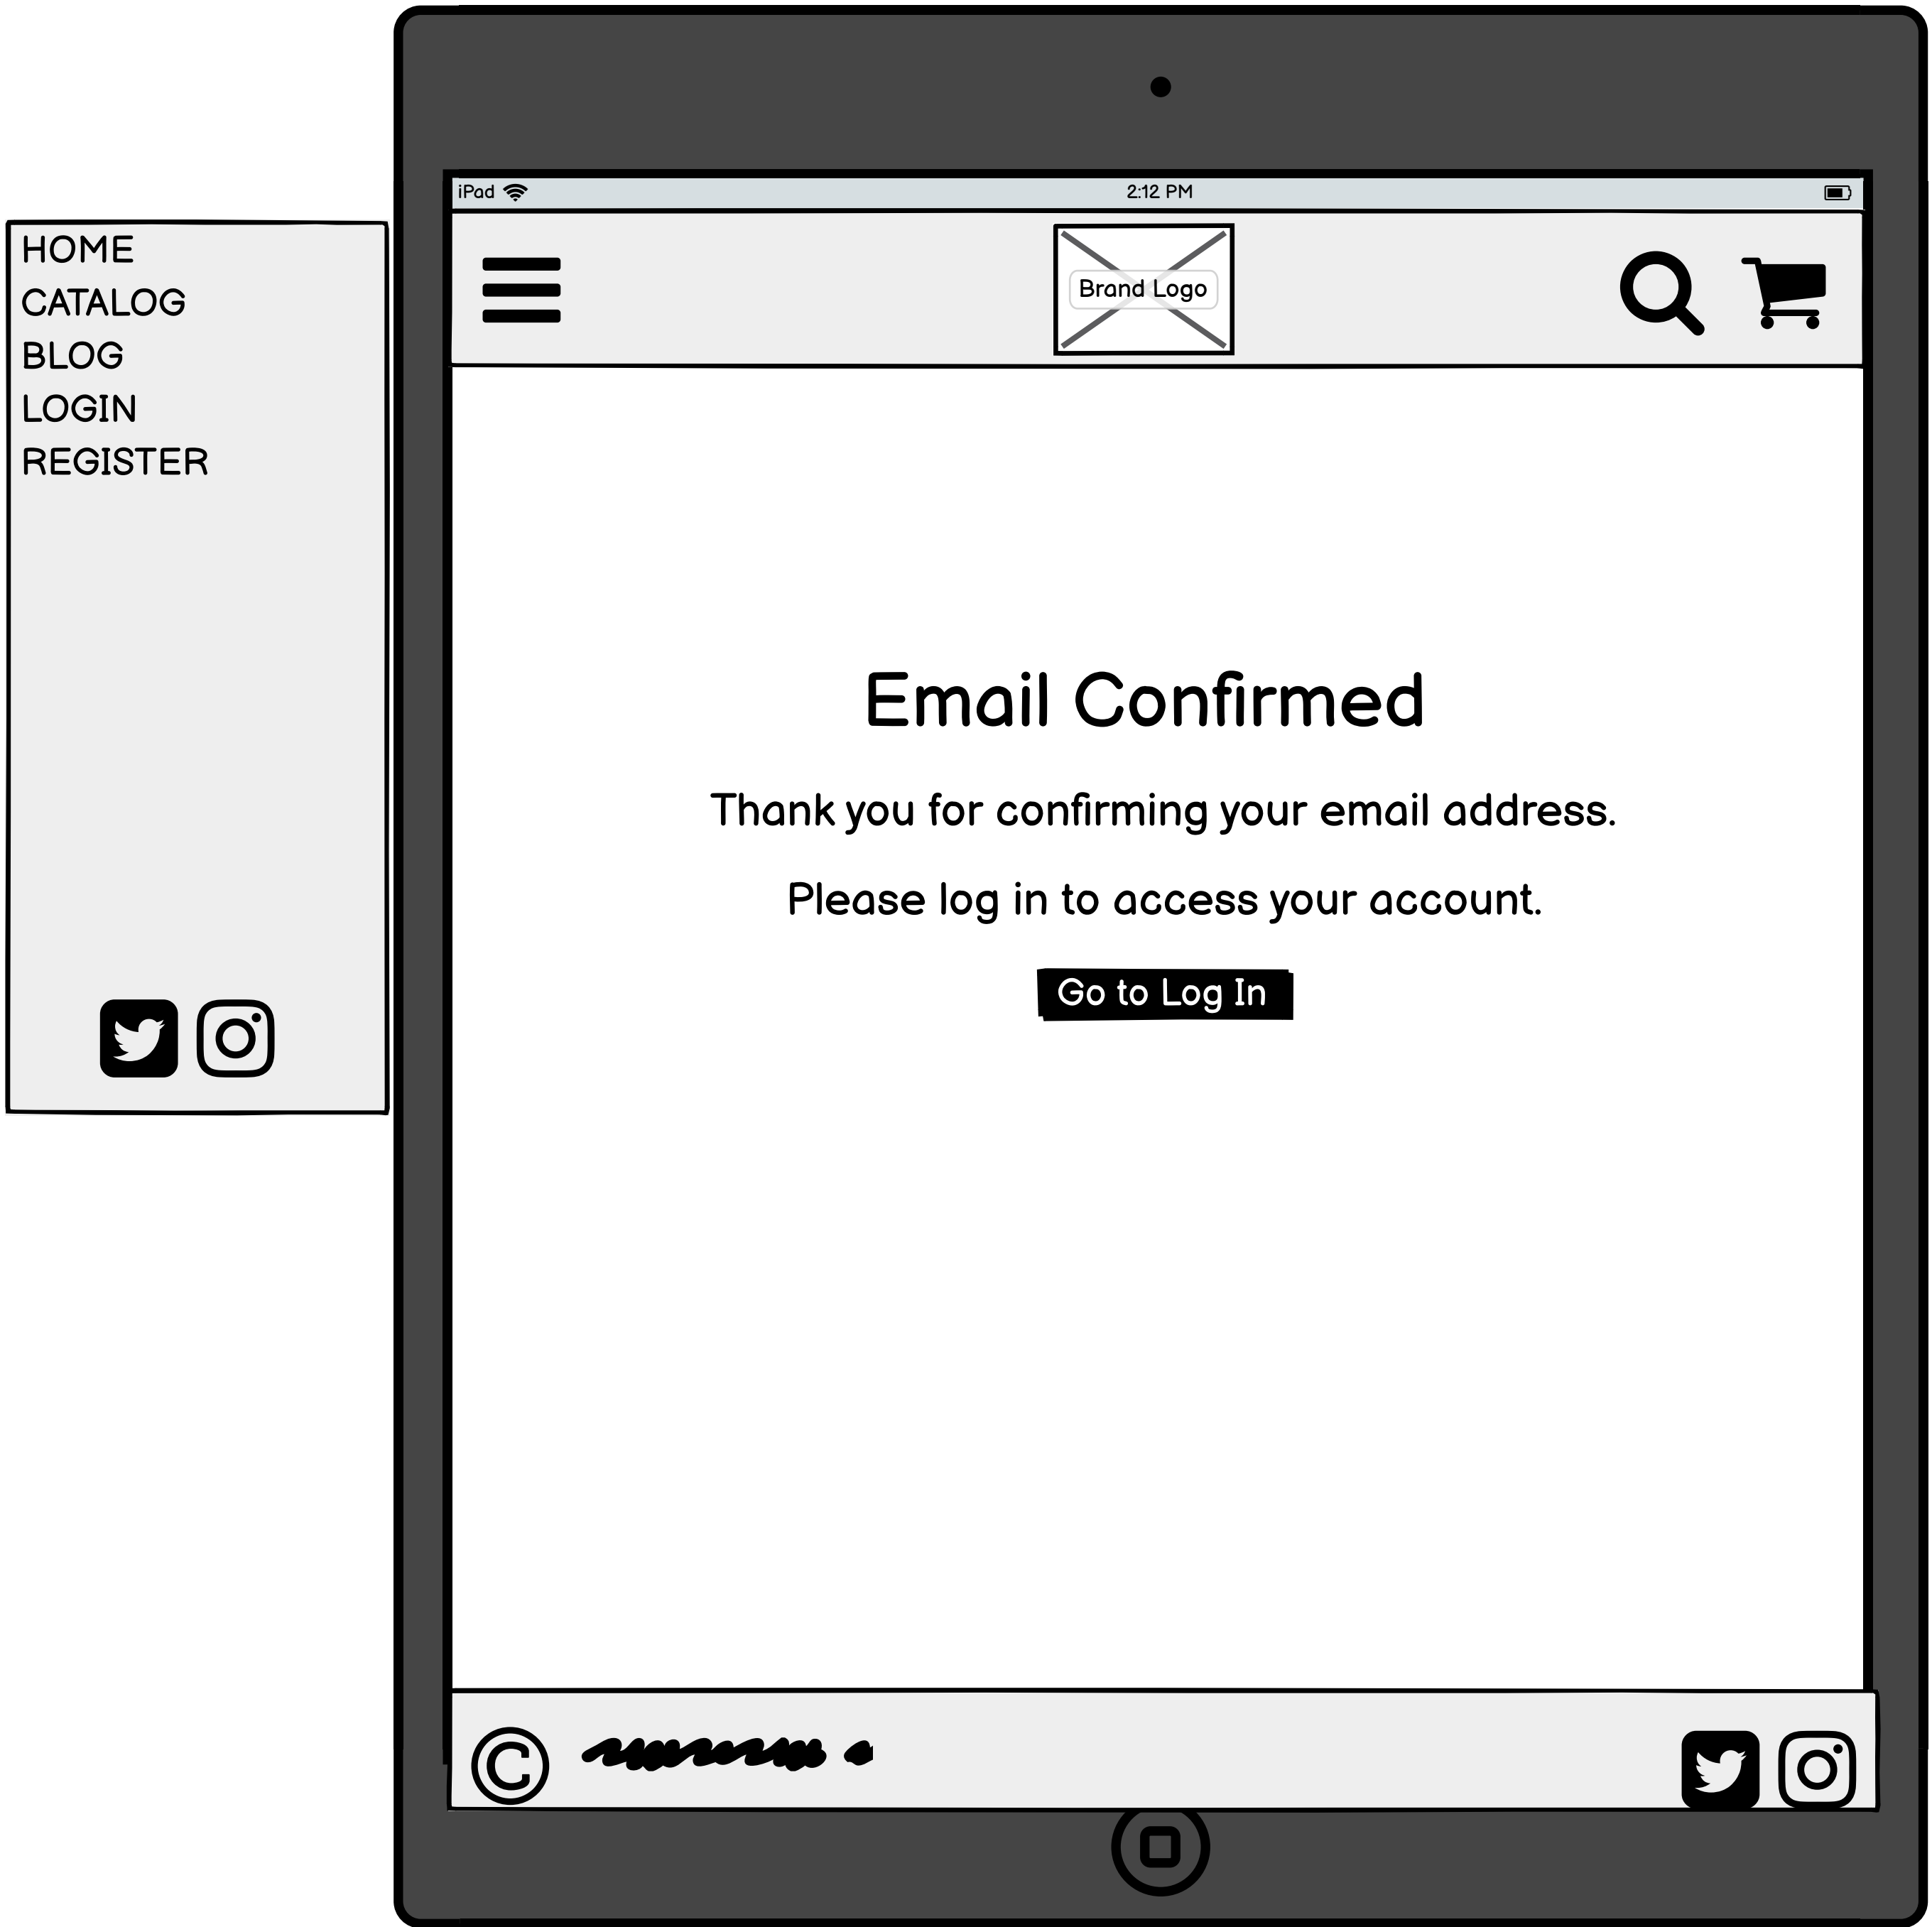 HOME
CATALOG
BLOG
LOGIN
REGISTER
iPad 2:12 PM
Brand Logo
Email Confirmed
Thank you for confirming your email address.
Please log in to access your account.
Go to Log In
©